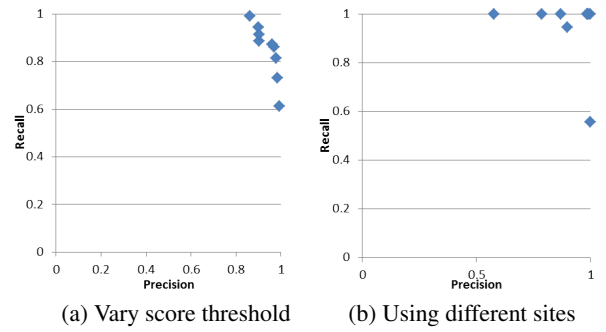 1
0.8
0.6
0.4
0.2
0
Recall
0 0.2 0.4 0.6 0.8 1
Precision
(a) Vary score threshold
1
0.8
0.6
0.4
0.2
0
Recall
0 0.5 1
Precision
(b) Using different sites